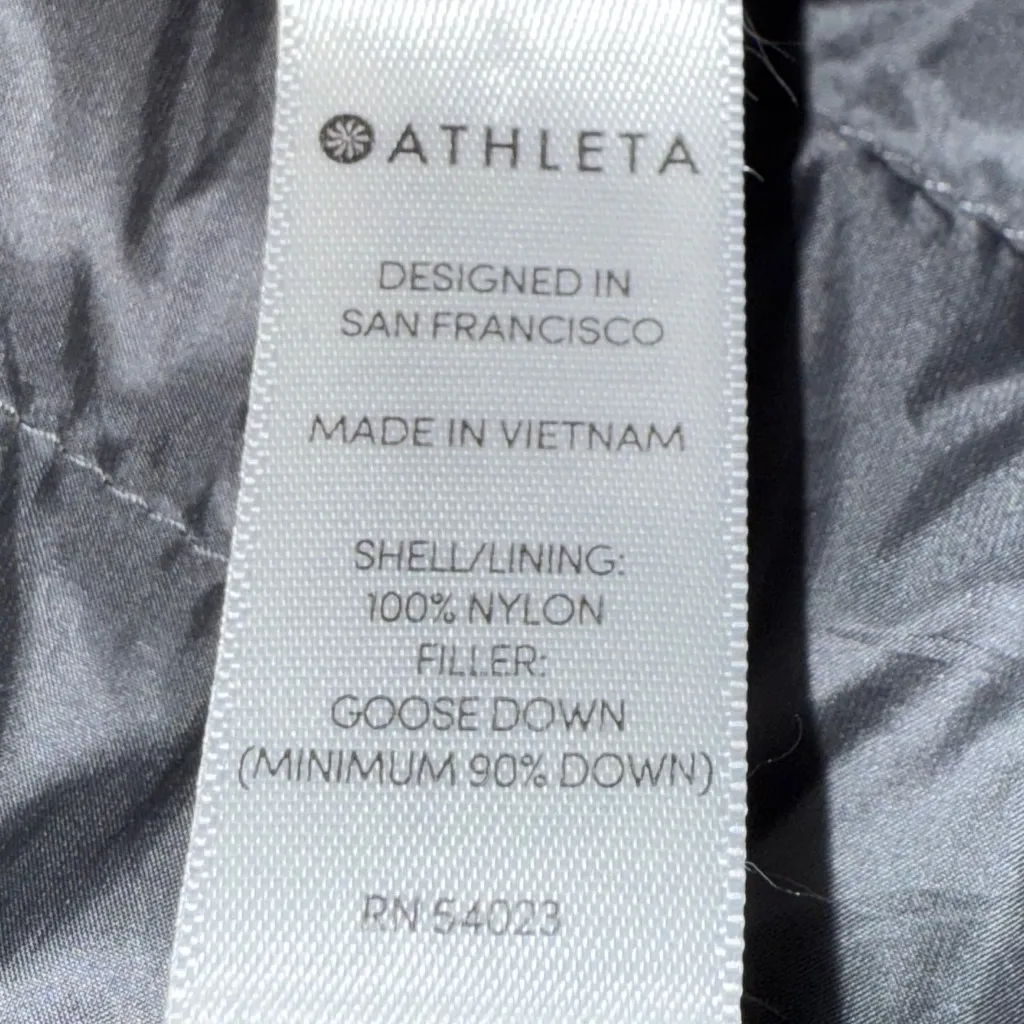 ATHLETA
DESIGNED IN
SAN FRANCISCO
MADE IN VIETNAM
SHELL/LINING:
100% NYLON
FILLER:
GOOSE DOWN
(MINIMUM 90% DOWN)
RN 54023